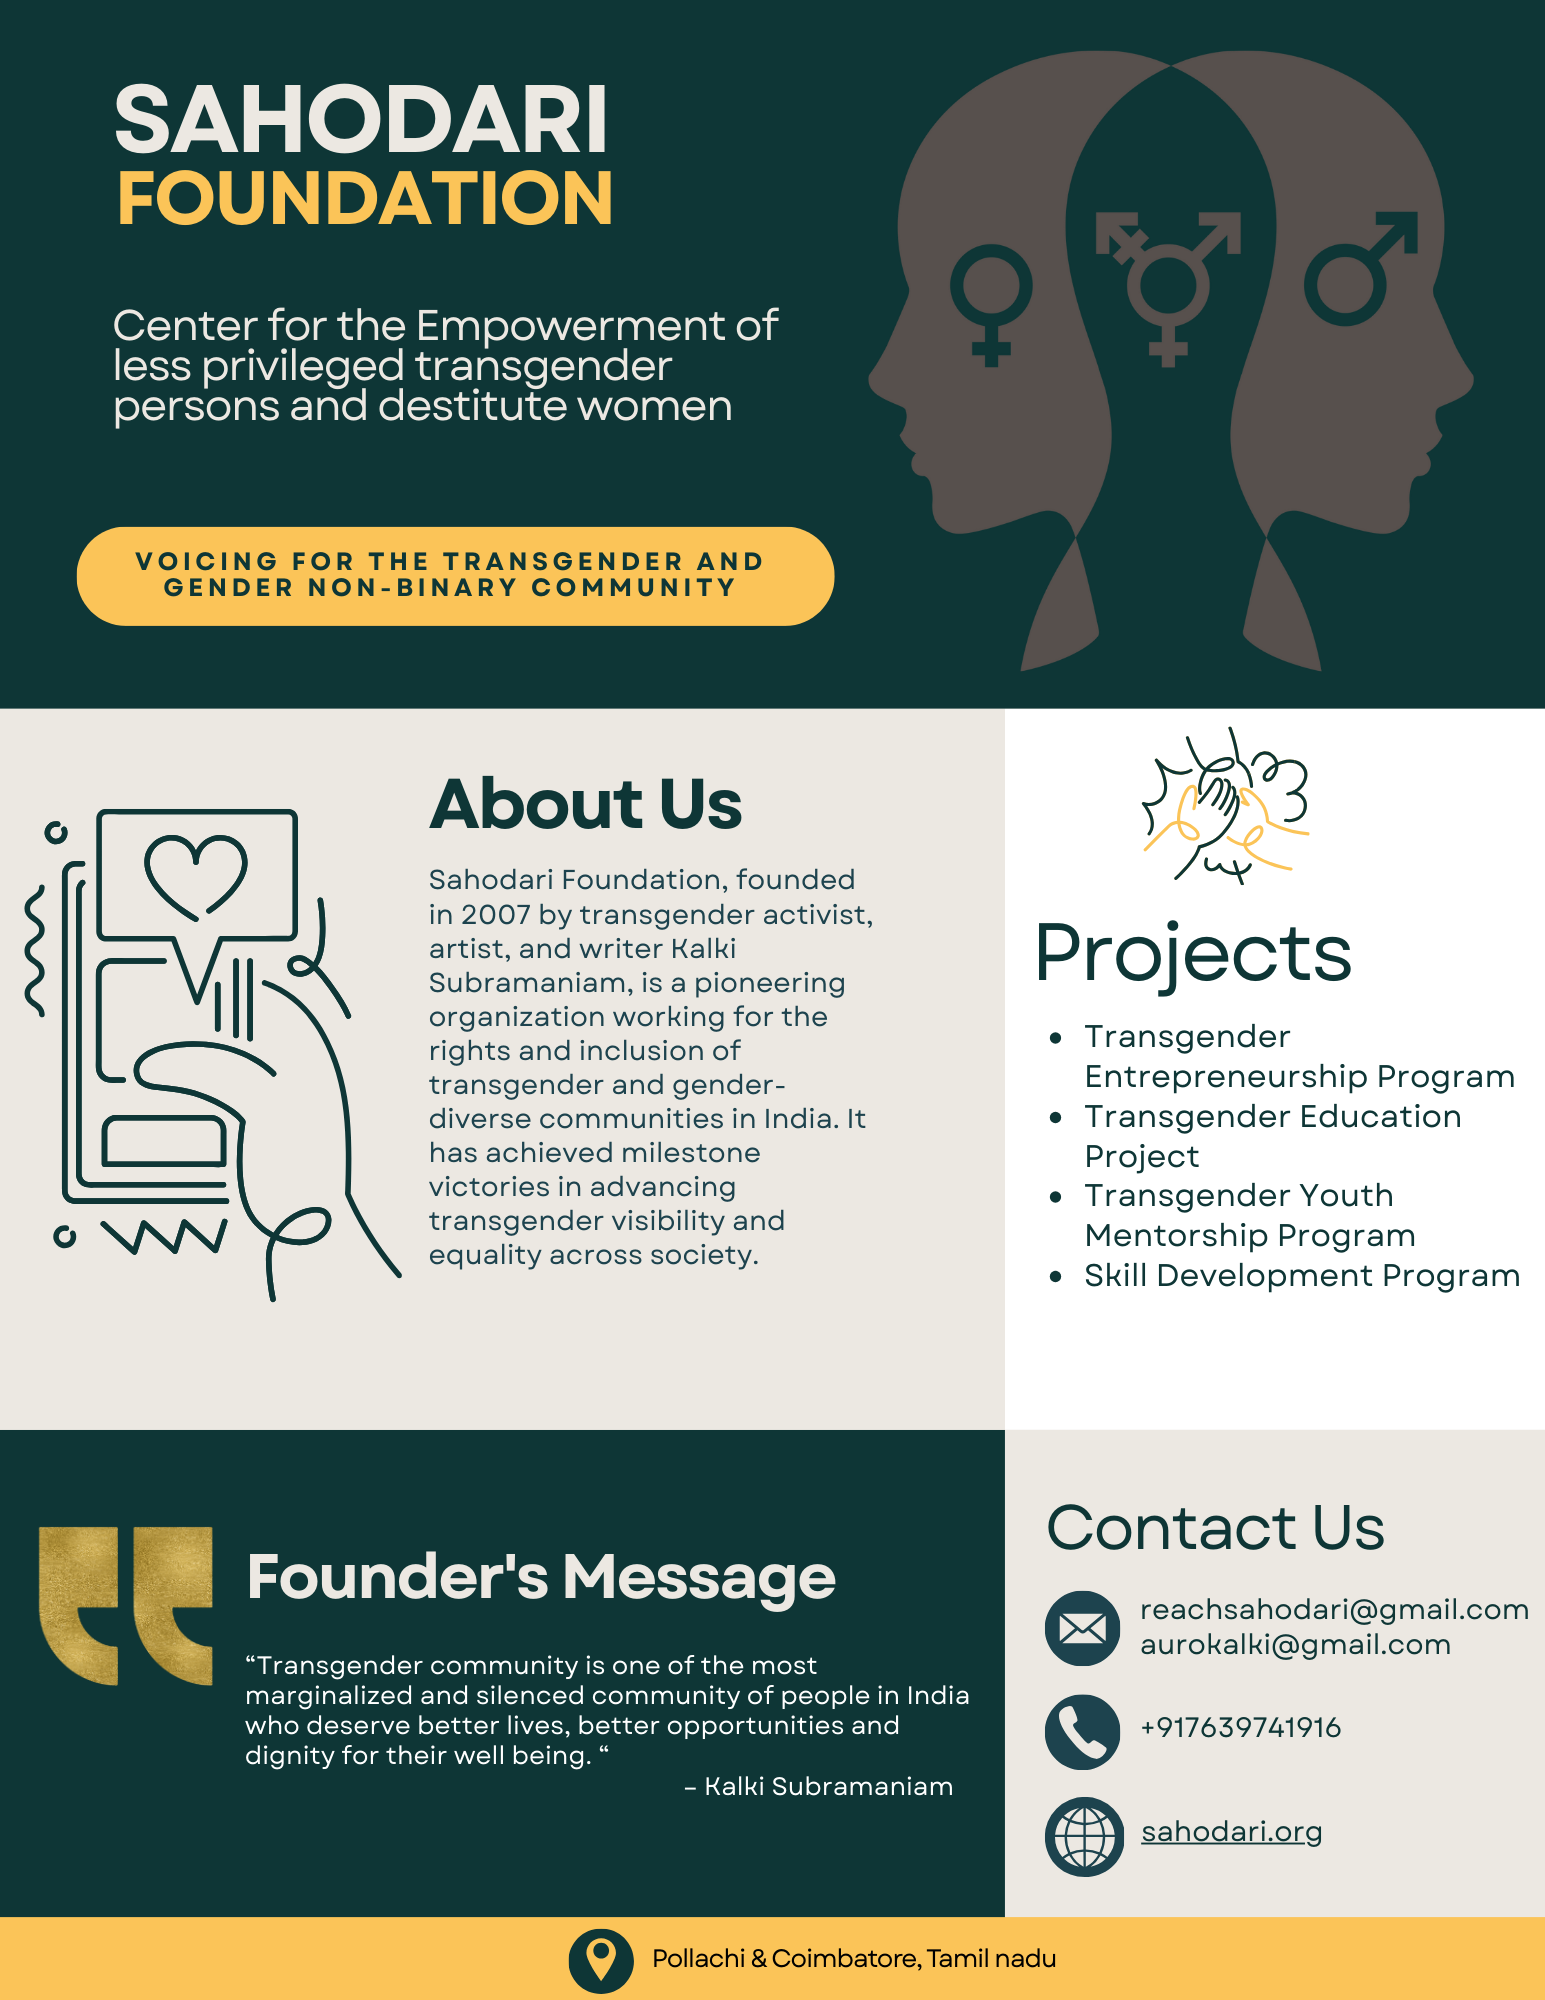 SAHODARI
FOUNDATION
Center for the Empowerment of
less privileged transgender
persons and destitute women
VOICING FOR THE TRANSGENDER AND
GENDER NON-BINARY COMMUNITY
About Us
Sahodari Foundation, founded
in 2007 by transgender activist,
artist, and writer Kalki
Subramaniam, is a pioneering
organization working for the
rights and inclusion of
transgender and gender-
diverse communities in India. It
has achieved milestone
victories in advancing
transgender visibility and
equality across society.
Projects
• Transgender
Entrepreneurship Program
• Transgender Education
Project
• Transgender Youth
Mentorship Program
• Skill Development Program
Founder's Message
“Transgender community is one of the most
marginalized and silenced community of people in India
who deserve better lives, better opportunities and
dignity for their well being. “
– Kalki Subramaniam
Contact Us
reachsahodari@gmail.com
aurokalki@gmail.com
+917639741916
sahodari.org
Pollachi & Coimbatore, Tamil nadu